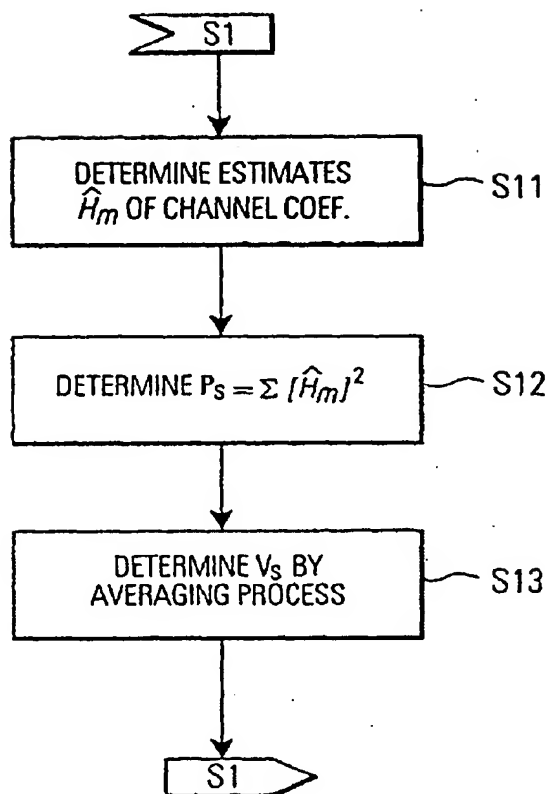 S1
DETERMINE ESTIMATES
Ĥm OF CHANNEL COEF.
S11
DETERMINE PS = Σ [Ĥm]²
S12
DETERMINE VS BY
AVERAGING PROCESS
S13
S1